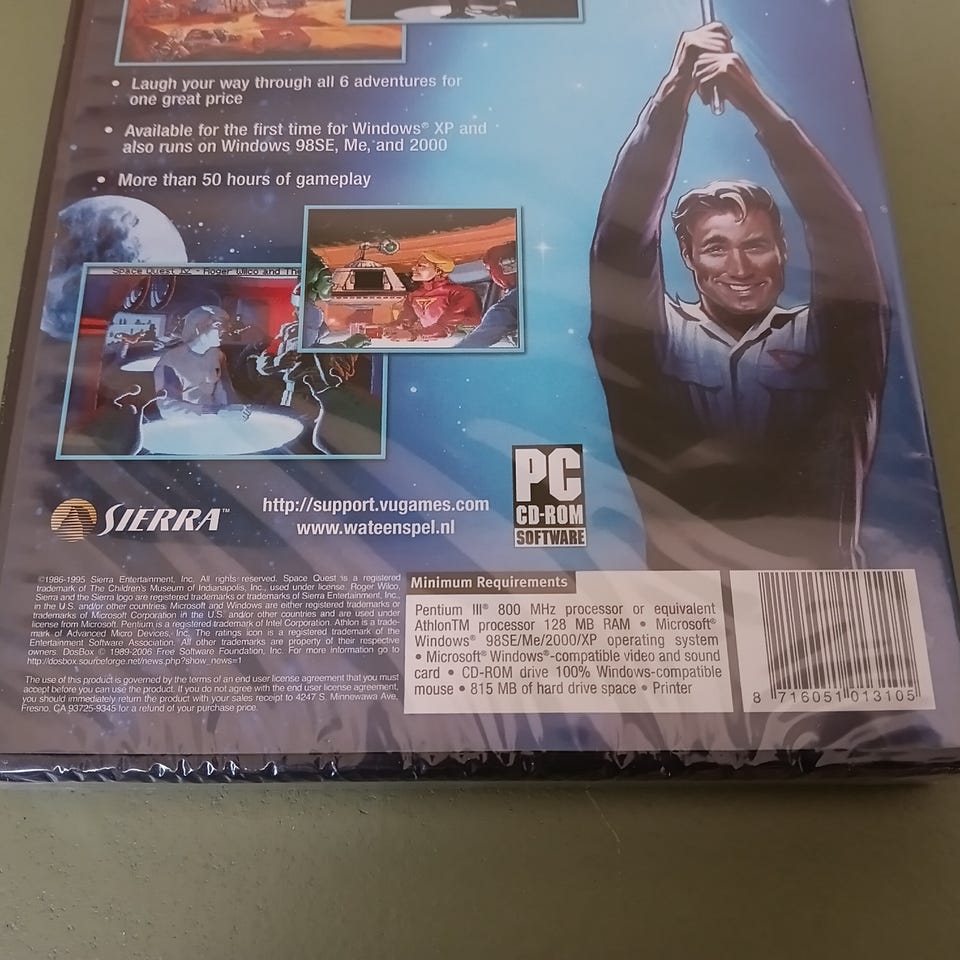 • Laugh your way through all 6 adventures for
one great price
• Available for the first time for Windows® XP and
also runs on Windows 98SE, Me, and 2000
• More than 50 hours of gameplay
Space Quest IV - Roger Wilco and The
SIERRA™
http://support.vugames.com
www.wateenspel.nl
PC
CD-ROM
SOFTWARE
©1986-1995 Sierra Entertainment, Inc. All rights reserved. Space Quest is a registered
trademark of The Children's Museum of Indianapolis, Inc., used under license. Roger Wilco,
Sierra and the Sierra logo are registered trademarks or trademarks of Sierra Entertainment, Inc.,
in the U.S. and/or other countries. Microsoft and Windows are either registered trademarks or
trademarks of Microsoft Corporation in the U.S. and/or other countries and are used under
license from Microsoft. Pentium is a registered trademark of Intel Corporation. Athlon is a trade-
mark of Advanced Micro Devices, Inc. The ratings icon is a registered trademark of the
Entertainment Software Association. All other trademarks are property of their respective
owners. DosBox © 1989-2006 Free Software Foundation, Inc. For more information go to
http://dosbox.sourceforge.net/news.php?show_news=1
The use of this product is governed by the terms of an end user license agreement that you must
accept before you can use the product. If you do not agree with the end user license agreement,
you should immediately return the product with your sales receipt to 4247 S. Minnewawa Ave,
Fresno, CA 93725-9345 for a refund of your purchase price.
Minimum Requirements
Pentium III® 800 MHz processor or equivalent
AthlonTM processor 128 MB RAM • Microsoft®
Windows® 98SE/Me/2000/XP operating system
• Microsoft® Windows®-compatible video and sound
card • CD-ROM drive 100% Windows-compatible
mouse • 815 MB of hard drive space • Printer
8 716051 013105